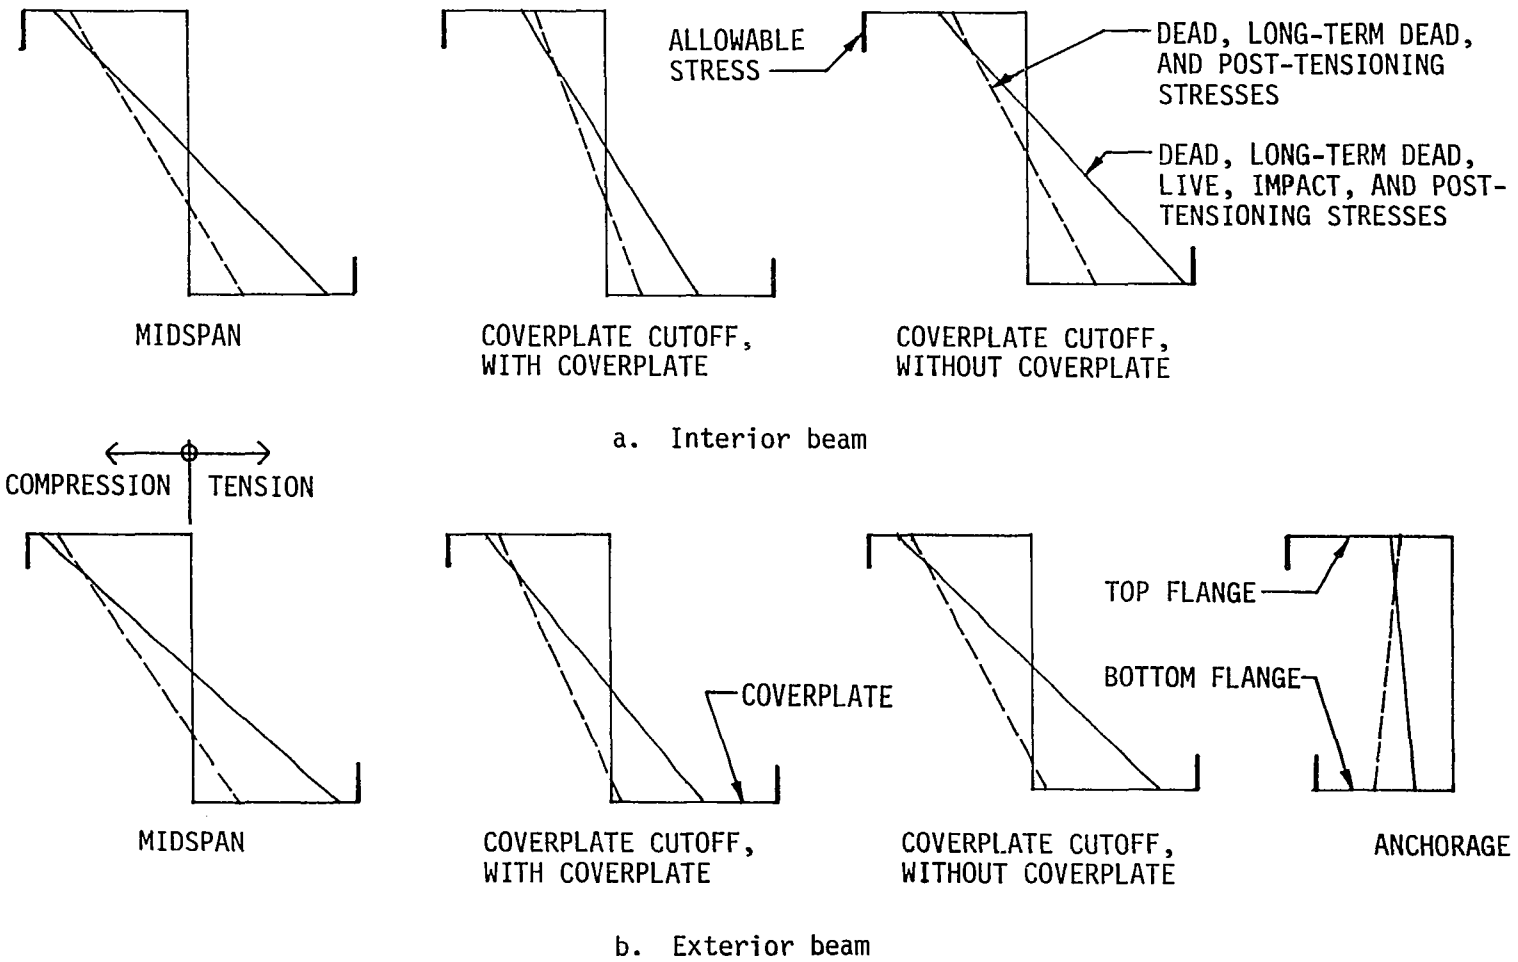 ALLOWABLE
STRESS
DEAD, LONG-TERM DEAD,
AND POST-TENSIONING
STRESSES
DEAD, LONG-TERM DEAD,
LIVE, IMPACT, AND POST-
TENSIONING STRESSES
MIDSPAN
COVERPLATE CUTOFF,
WITH COVERPLATE
COVERPLATE CUTOFF,
WITHOUT COVERPLATE
a. Interior beam
COMPRESSION
TENSION
COVERPLATE
TOP FLANGE
BOTTOM FLANGE
MIDSPAN
COVERPLATE CUTOFF,
WITH COVERPLATE
COVERPLATE CUTOFF,
WITHOUT COVERPLATE
ANCHORAGE
b. Exterior beam